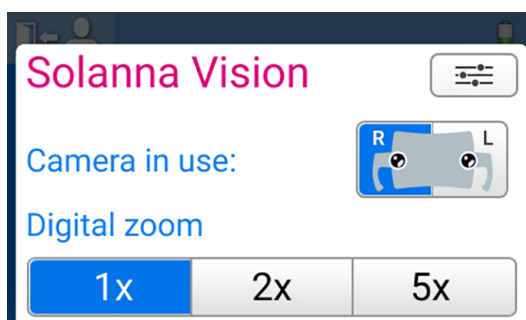 Solanna Vision
Camera in use:
R L
Digital zoom
1x 2x 5x